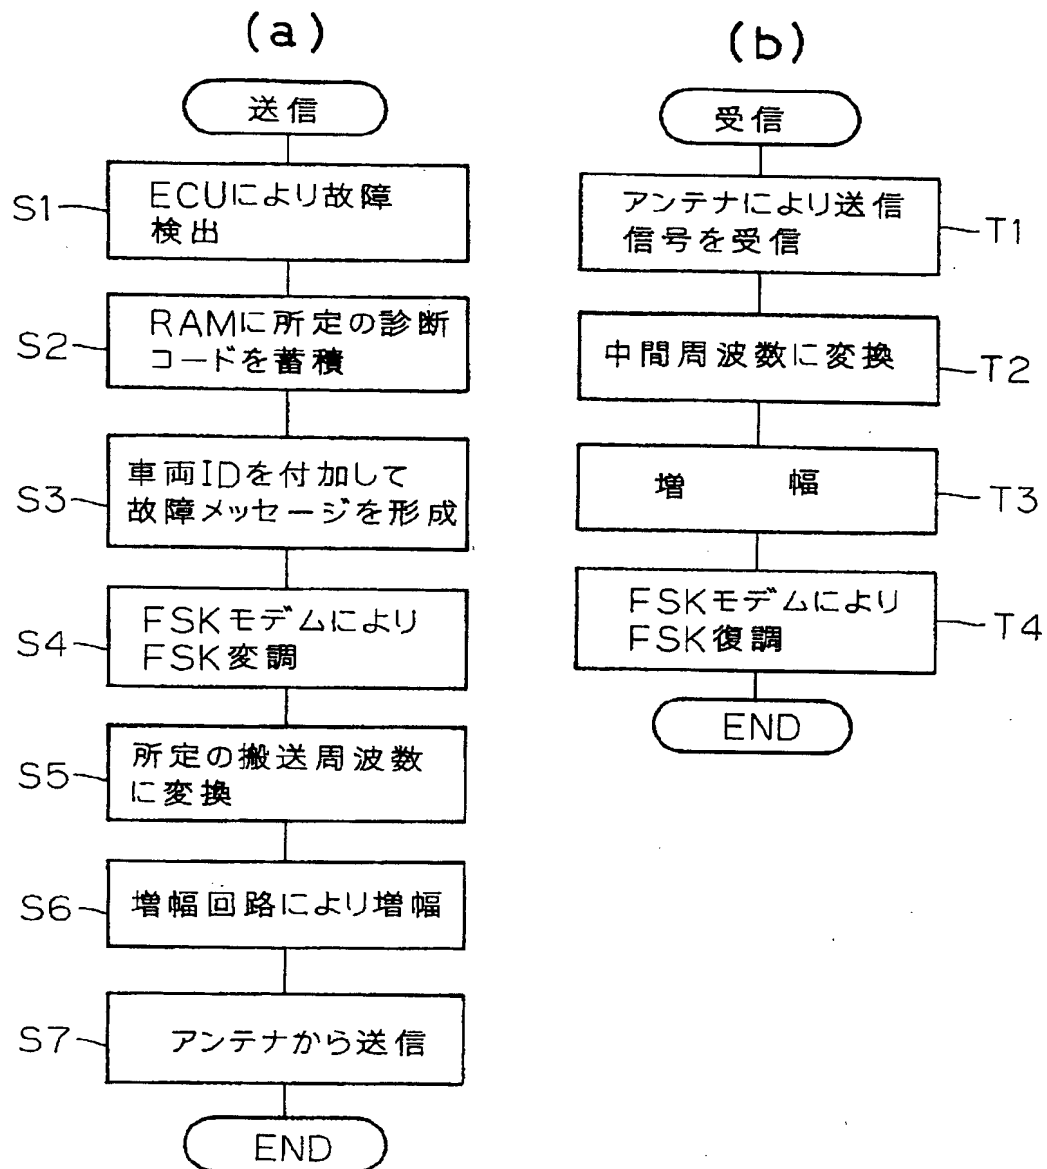 (a)
送信
S1
ECUにより故障
検出
S2
RAMに所定の診断
コードを蓄積
S3
車両IDを付加して
故障メッセージを形成
S4
FSKモデムにより
FSK変調
S5
所定の搬送周波数
に変換
S6
増幅回路により増幅
S7
アンテナから送信
END
(b)
受信
アンテナにより送信
信号を受信
T1
中間周波数に変換
T2
増 幅
T3
FSKモデムにより
FSK復調
T4
END